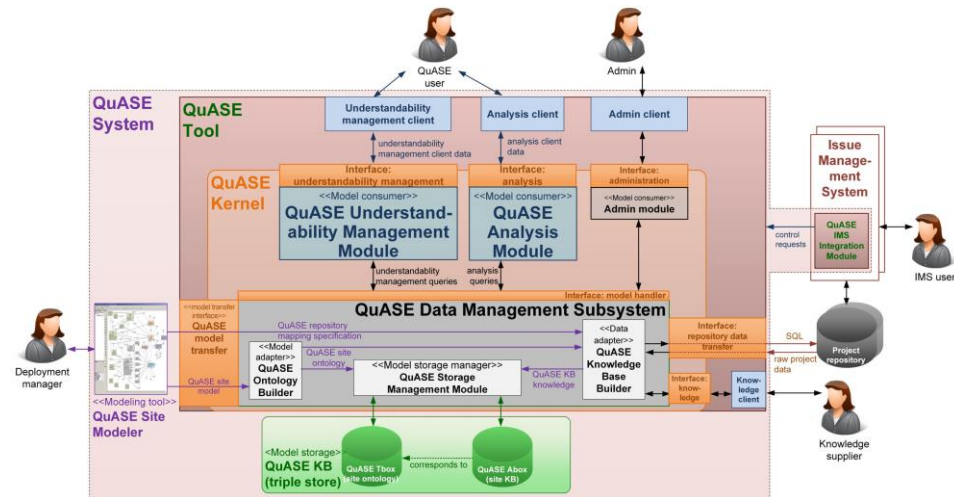 QuASE
user
Admin
QuASE
System
QuASE
Tool
Understandability
management client
Analysis client
Admin client
understandability
management client data
analysis client
data
Issue
Manage-
ment
System
QuASE
Kernel
Interface:
understandability management
Interface:
analysis
Interface:
administration
<<Model consumer>>
QuASE Understand-
ability Management
Module
<<Model consumer>>
QuASE
Analysis
Module
<<Model consumer>>
Admin module
control
requests
QuASE
IMS
Integration
Module
IMS user
understandability
management queries
analysis
queries
Interface: model handler
QuASE Data Management Subsystem
<<model transfer
interface>>
QuASE
model
transfer
QuASE repository
mapping specification
<<Model
adapter>>
QuASE
Ontology
Builder
QuASE site
ontology
<<Model storage manager>>
QuASE Storage
Management Module
QuASE KB
knowledge
<<Data
adapter>>
QuASE
Knowledge
Base
Builder
Interface:
repository data
transfer
SQL
raw project
data
Project
repository
Deployment
manager
QuASE site
model
<<Modeling tool>>
QuASE Site
Modeler
Interface:
know-
ledge
Know-
ledge
client
Knowledge
supplier
<Model storage>
QuASE KB
(triple store)
QuASE Tbox
(site ontology)
corresponds to
QuASE Abox
(site KB)